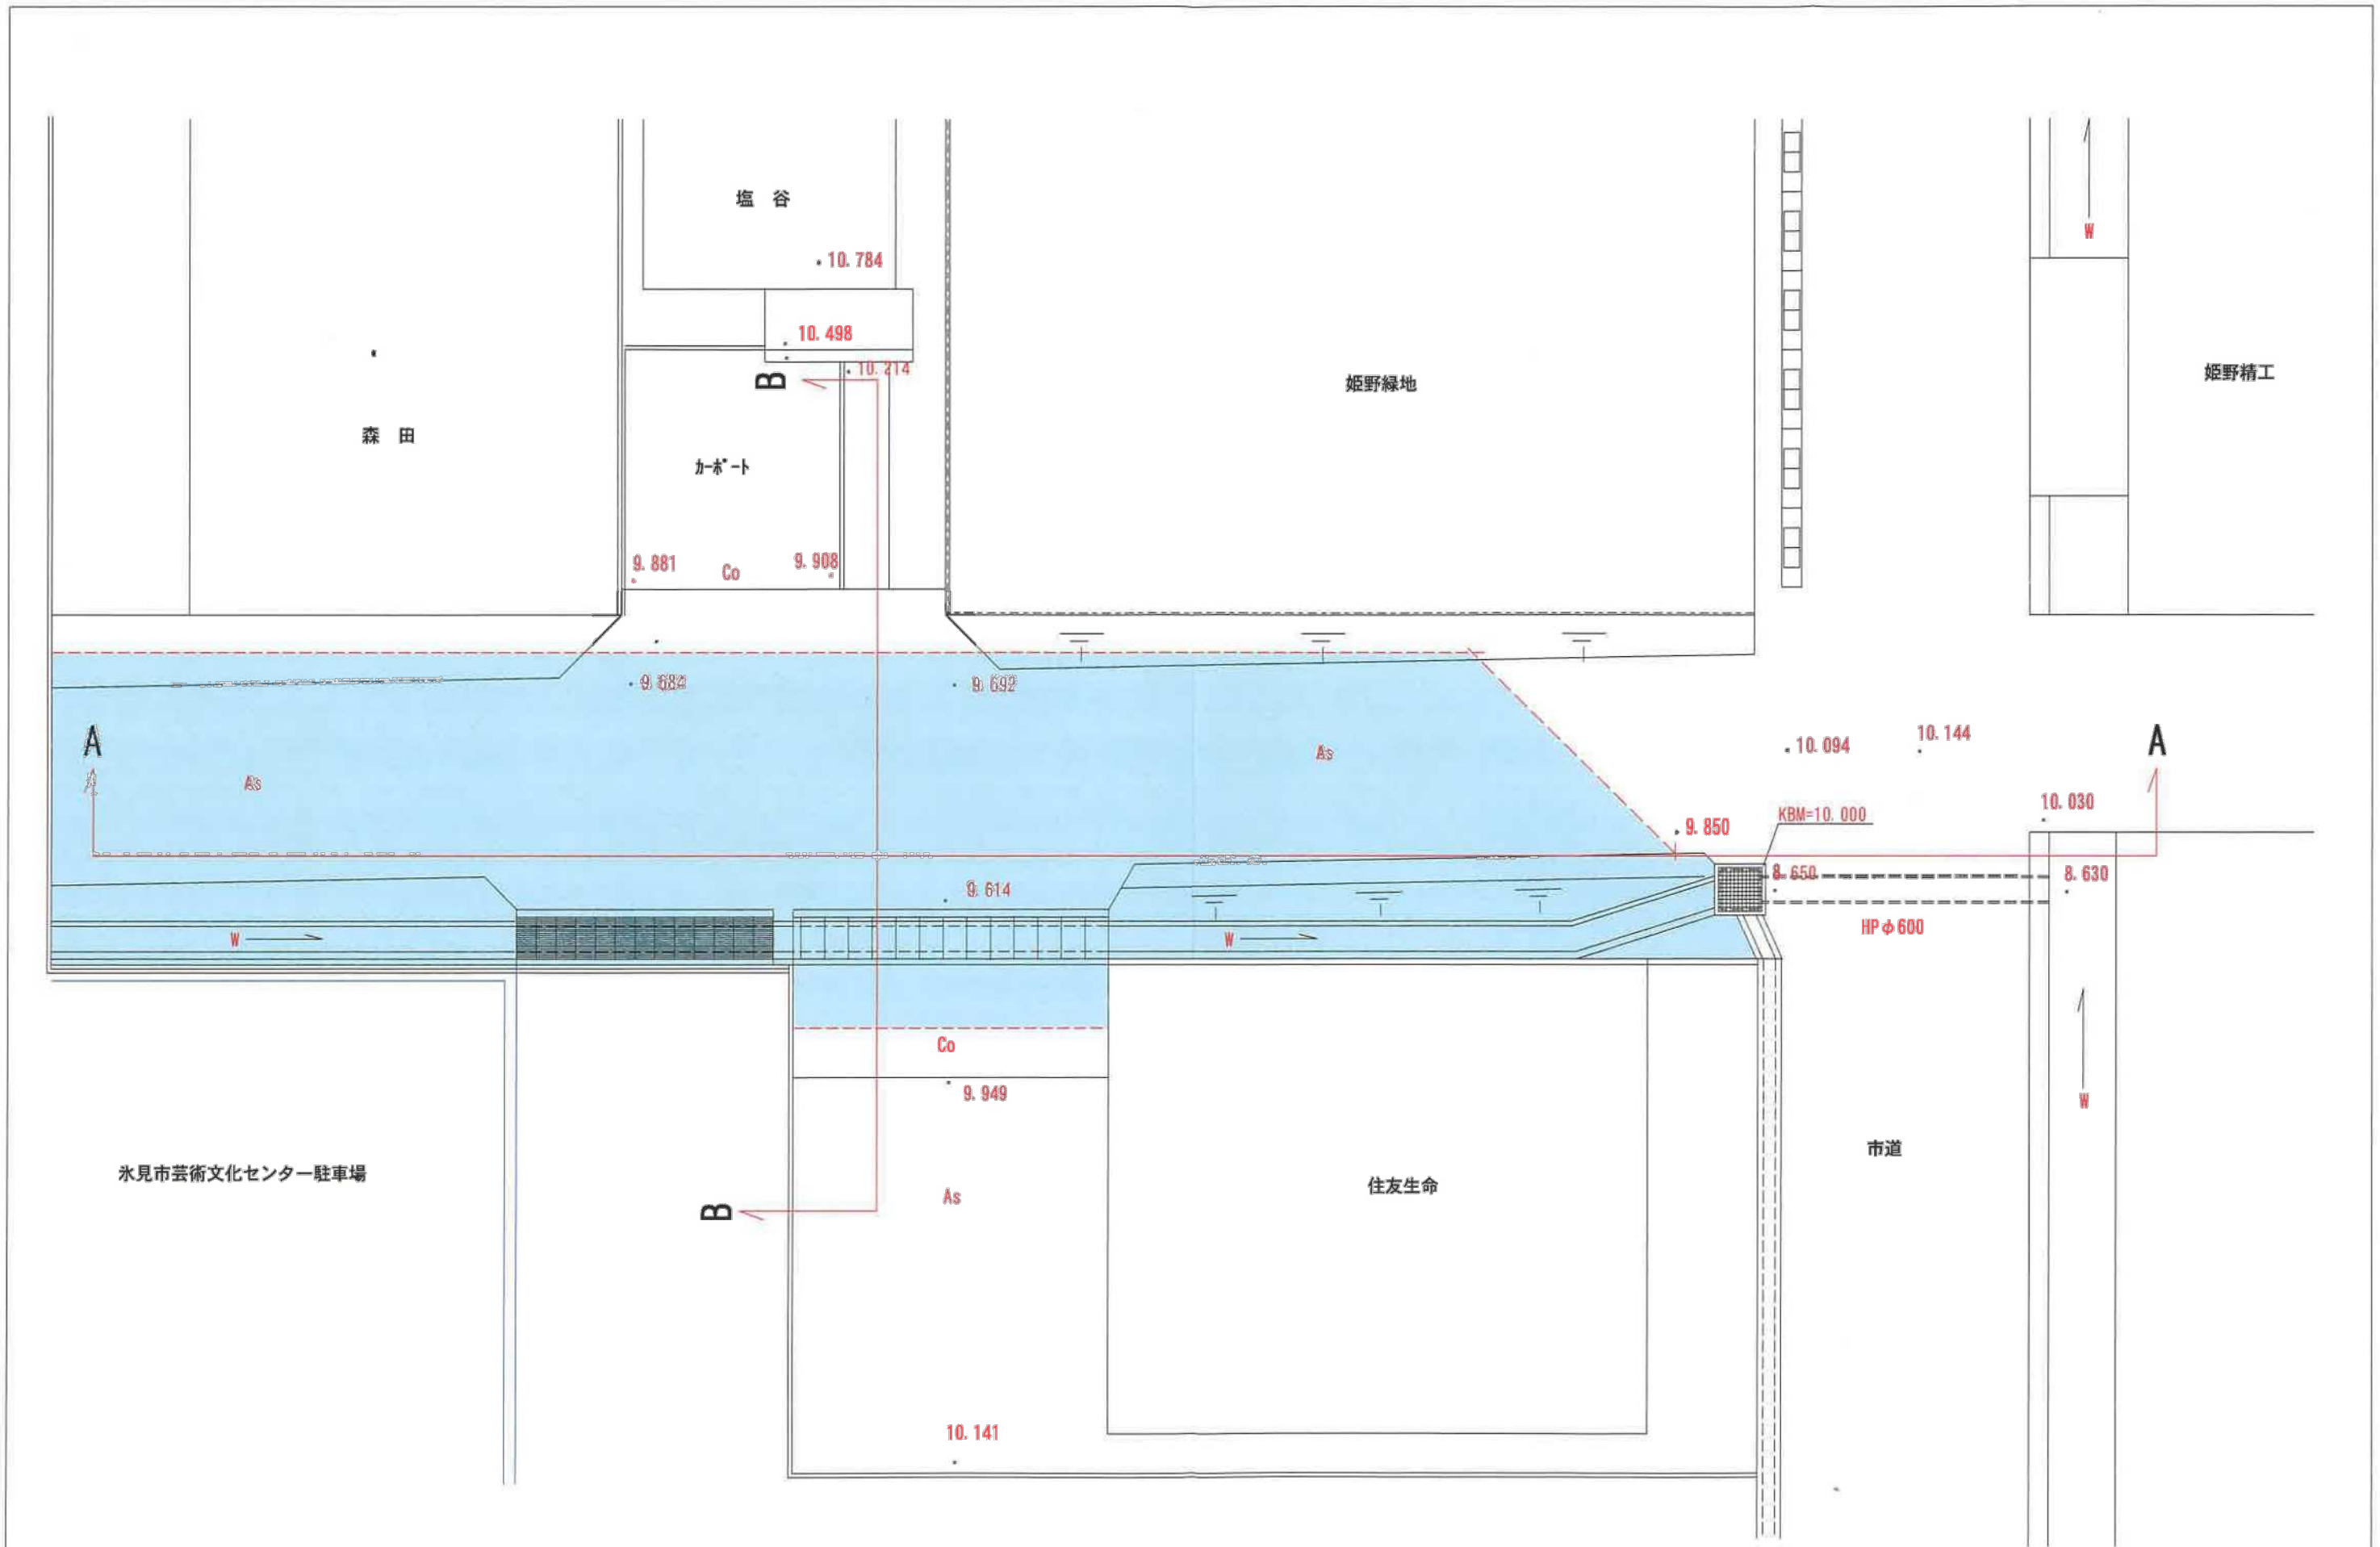 塩 谷
W
10.784
10.498
10.214
B
姫野緑地
姫野精工
森 田
ｶｰﾎﾟｰﾄ
9.881
Co
9.908
9.692
A
As
As
10.094
10.144
A
10.030
KBM=10.000
9.850
8.650
8.630
9.614
HPφ600
W
W
Co
9.949
W
市道
氷見市芸術文化センター駐車場
住友生命
As
B
10.141